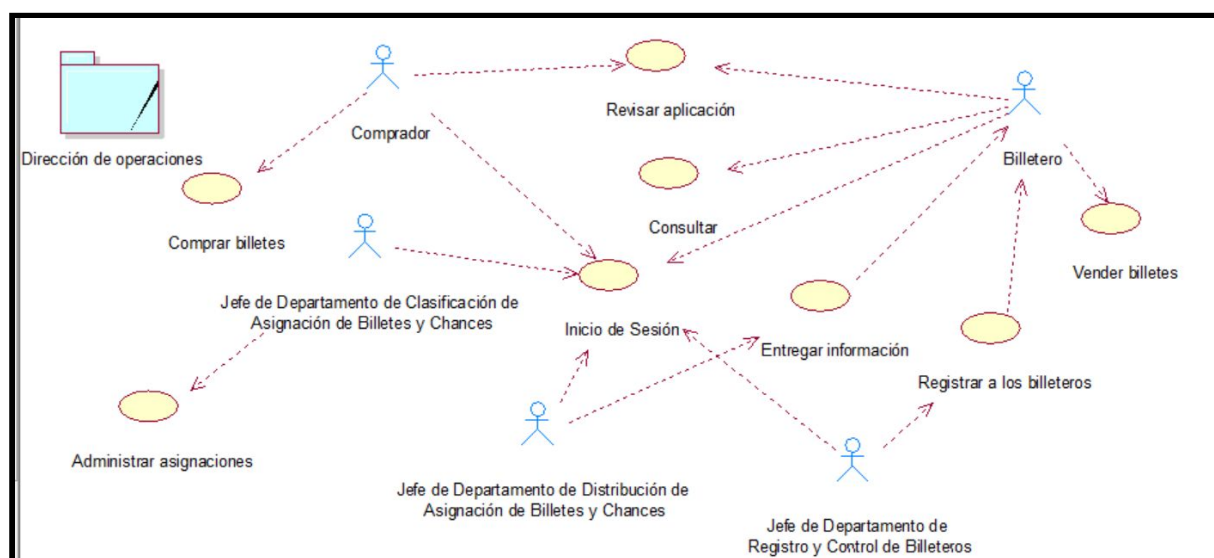 Revisar aplicación
Comprador
Dirección de operaciones
Billetero
Comprar billetes
Consultar
Vender billetes
Jefe de Departamento de Clasificación de
Asignación de Billetes y Chances
Inicio de Sesión
Entregar información
Registrar a los billeteros
Administrar asignaciones
Jefe de Departamento de Distribución de
Asignación de Billetes y Chances
Jefe de Departamento de
Registro y Control de Billeteros